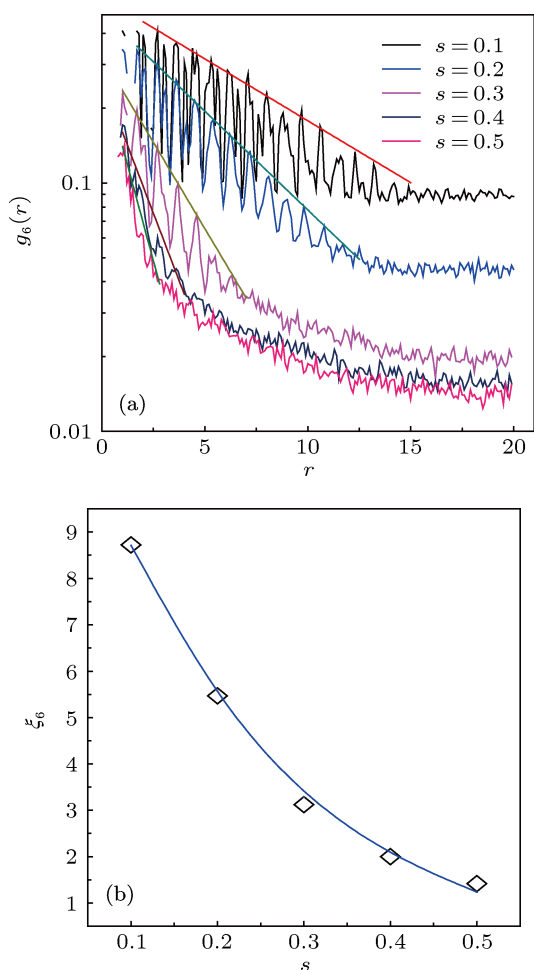 s = 0.1
s = 0.2
s = 0.3
s = 0.4
s = 0.5
g₆(r)
0.1
0.01
(a)
0 5 10 15 20
r
ξ₆
9
8
7
6
5
4
3
2
1
(b)
0.1 0.2 0.3 0.4 0.5
s